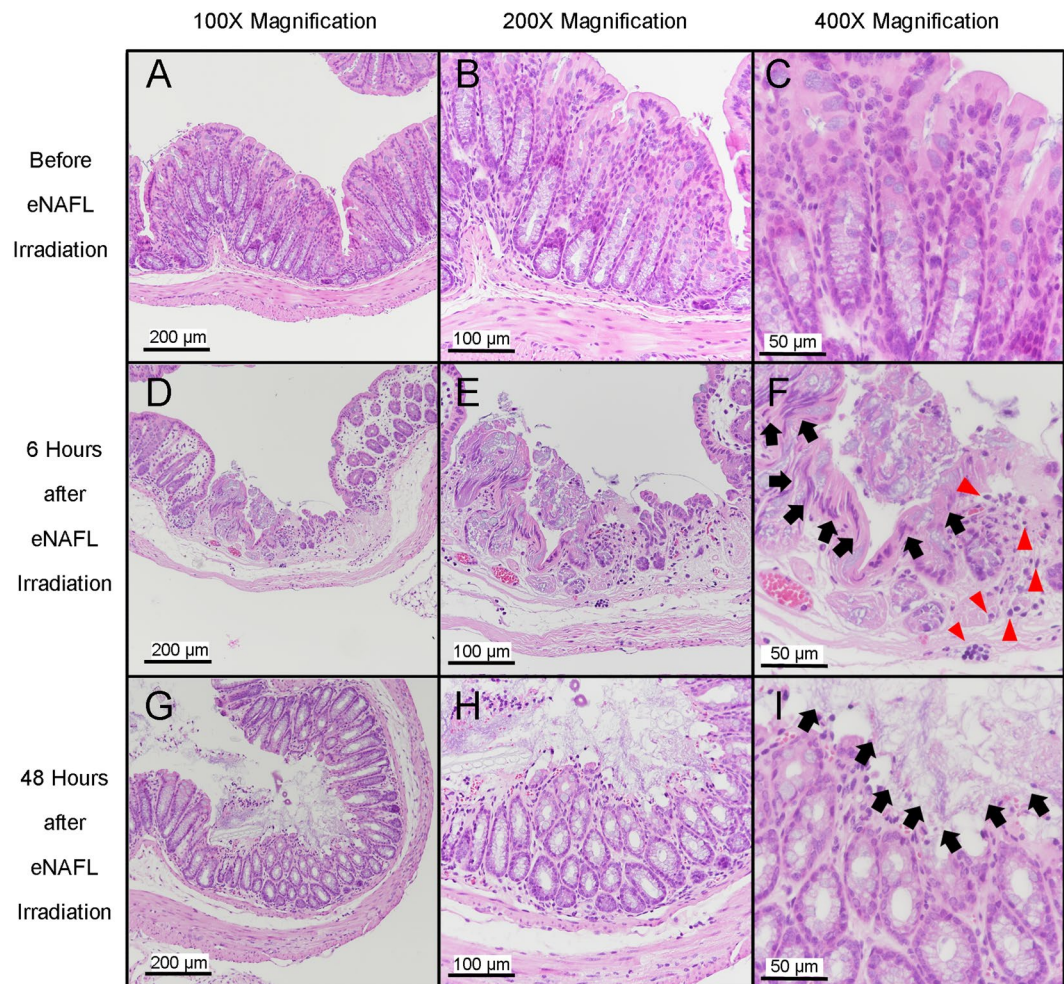 100X Magnification
200X Magnification
400X Magnification
Before
eNAFL
Irradiation
A
200 µm
B
100 µm
C
50 µm
6 Hours
after
eNAFL
Irradiation
D
200 µm
E
100 µm
F
50 µm
48 Hours
after
eNAFL
Irradiation
G
200 µm
H
100 µm
I
50 µm